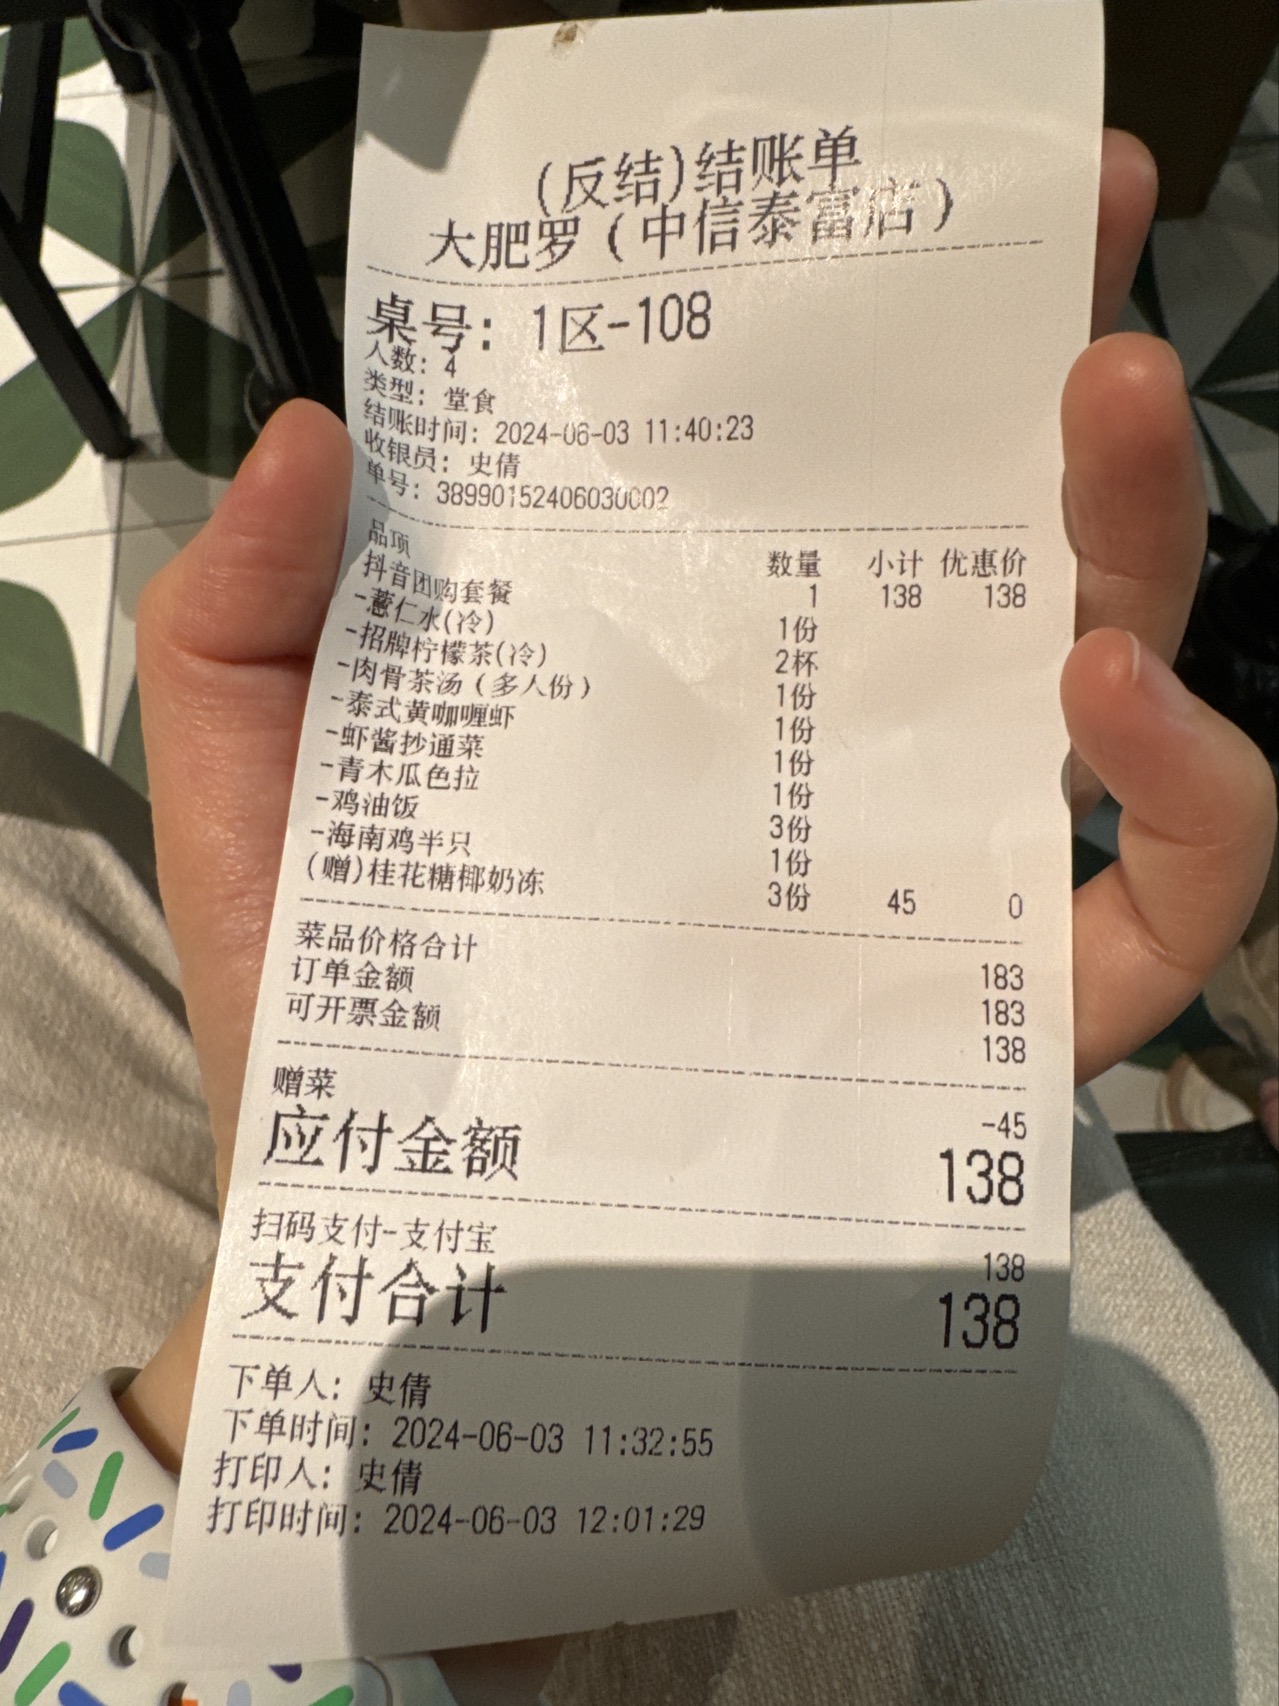 (反结)结账单
大肥罗（中信泰富店）
桌号: 1区-108
人数: 4
类型: 堂食
结账时间: 2024-06-03 11:40:23
收银员: 史倩
单号: 38990152406030002
品项 数量 小计 优惠价
抖音团购套餐 1 138 138
-薏仁水(冷) 1份
-招牌柠檬茶(冷) 2杯
-肉骨茶汤（多人份） 1份
-泰式黄咖喱虾 1份
-虾酱抄通菜 1份
-青木瓜色拉 1份
-鸡油饭 3份
-海南鸡半只 1份
(赠)桂花糖椰奶冻 3份 45 0
菜品价格合计 183
订单金额 183
可开票金额 138
赠菜 -45
应付金额 138
扫码支付-支付宝 138
支付合计 138
下单人: 史倩
下单时间: 2024-06-03 11:32:55
打印人: 史倩
打印时间: 2024-06-03 12:01:29